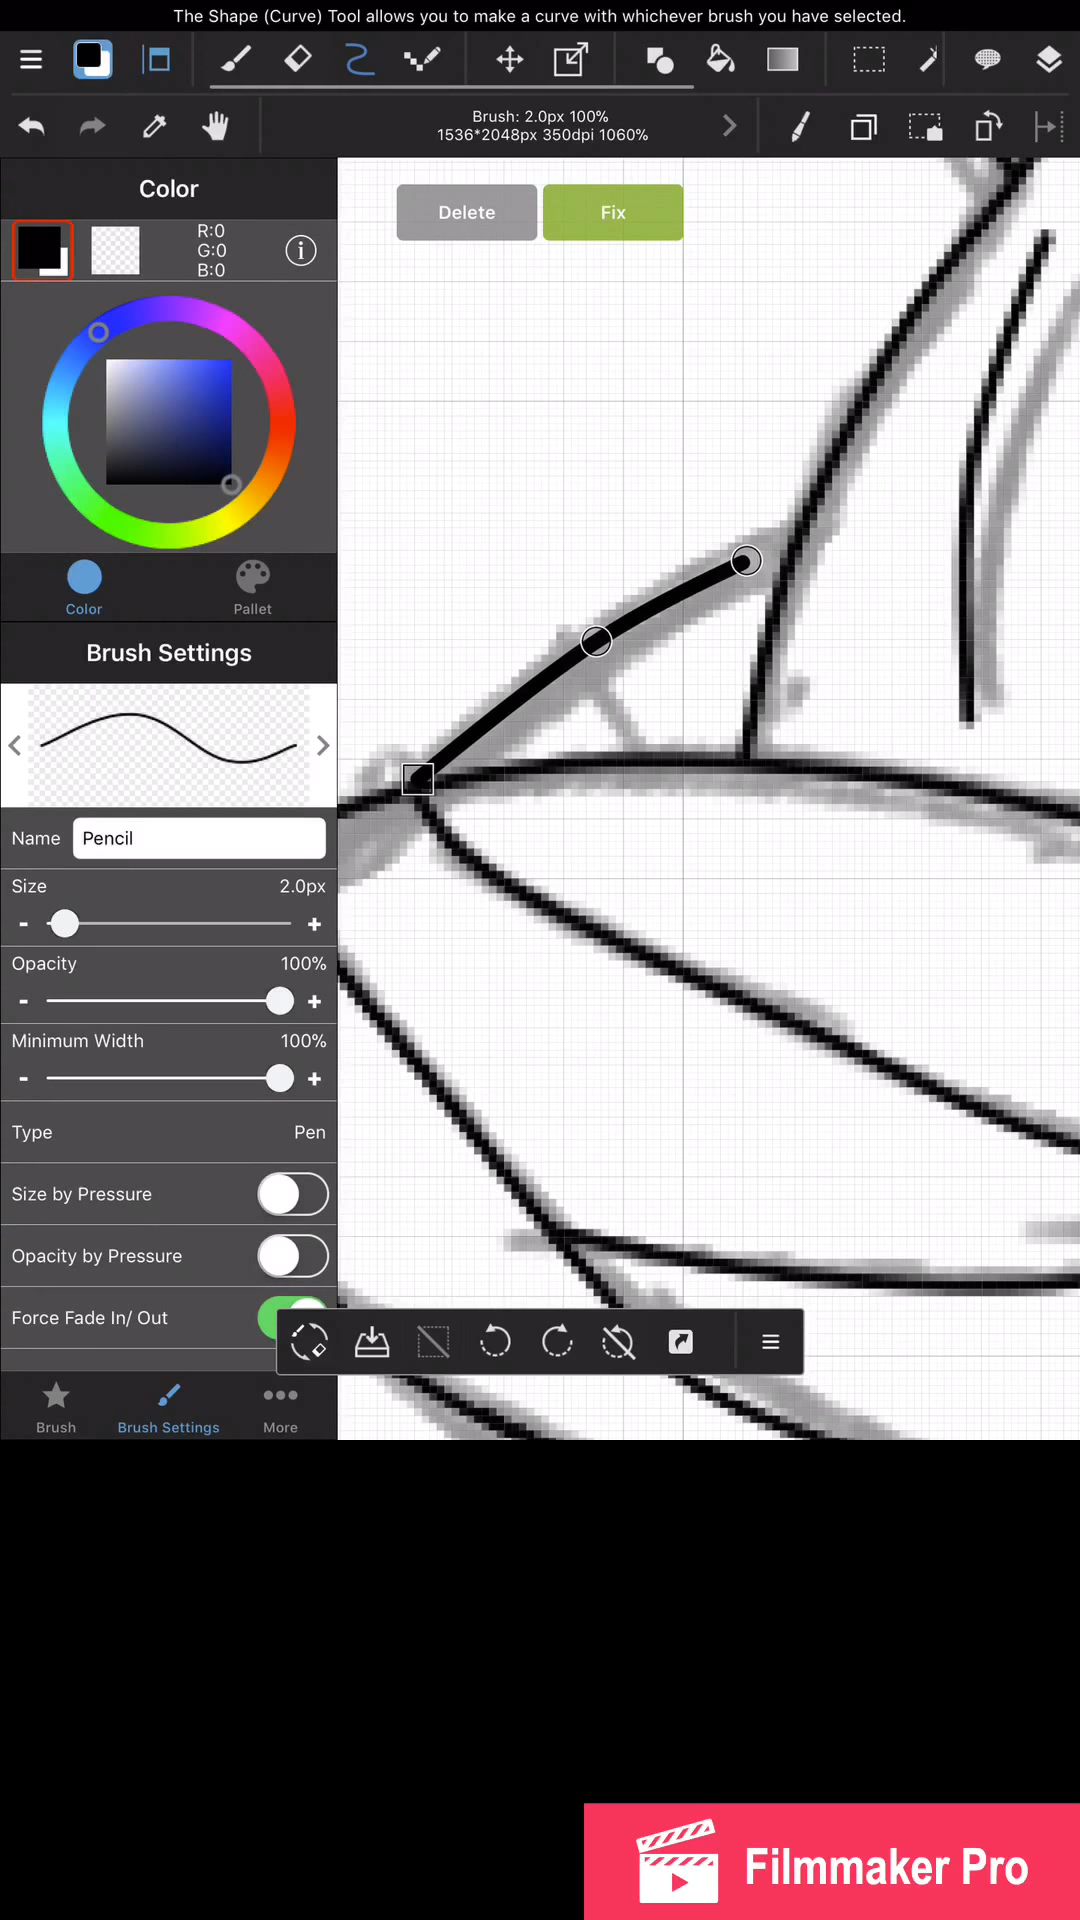 The Shape (Curve) Tool allows you to make a curve with whichever brush you have selected.
Brush: 2.0px 100%
1536*2048px 350dpi 1060%
Color
Delete
Fix
R:0
G:0
B:0
Color
Pallet
Brush Settings
Name
Pencil
Size
2.0px
-
+
Opacity
100%
-
+
Minimum Width
100%
-
+
Type
Pen
Size by Pressure
Opacity by Pressure
Force Fade In/ Out
Brush
Brush Settings
More
Filmmaker Pro